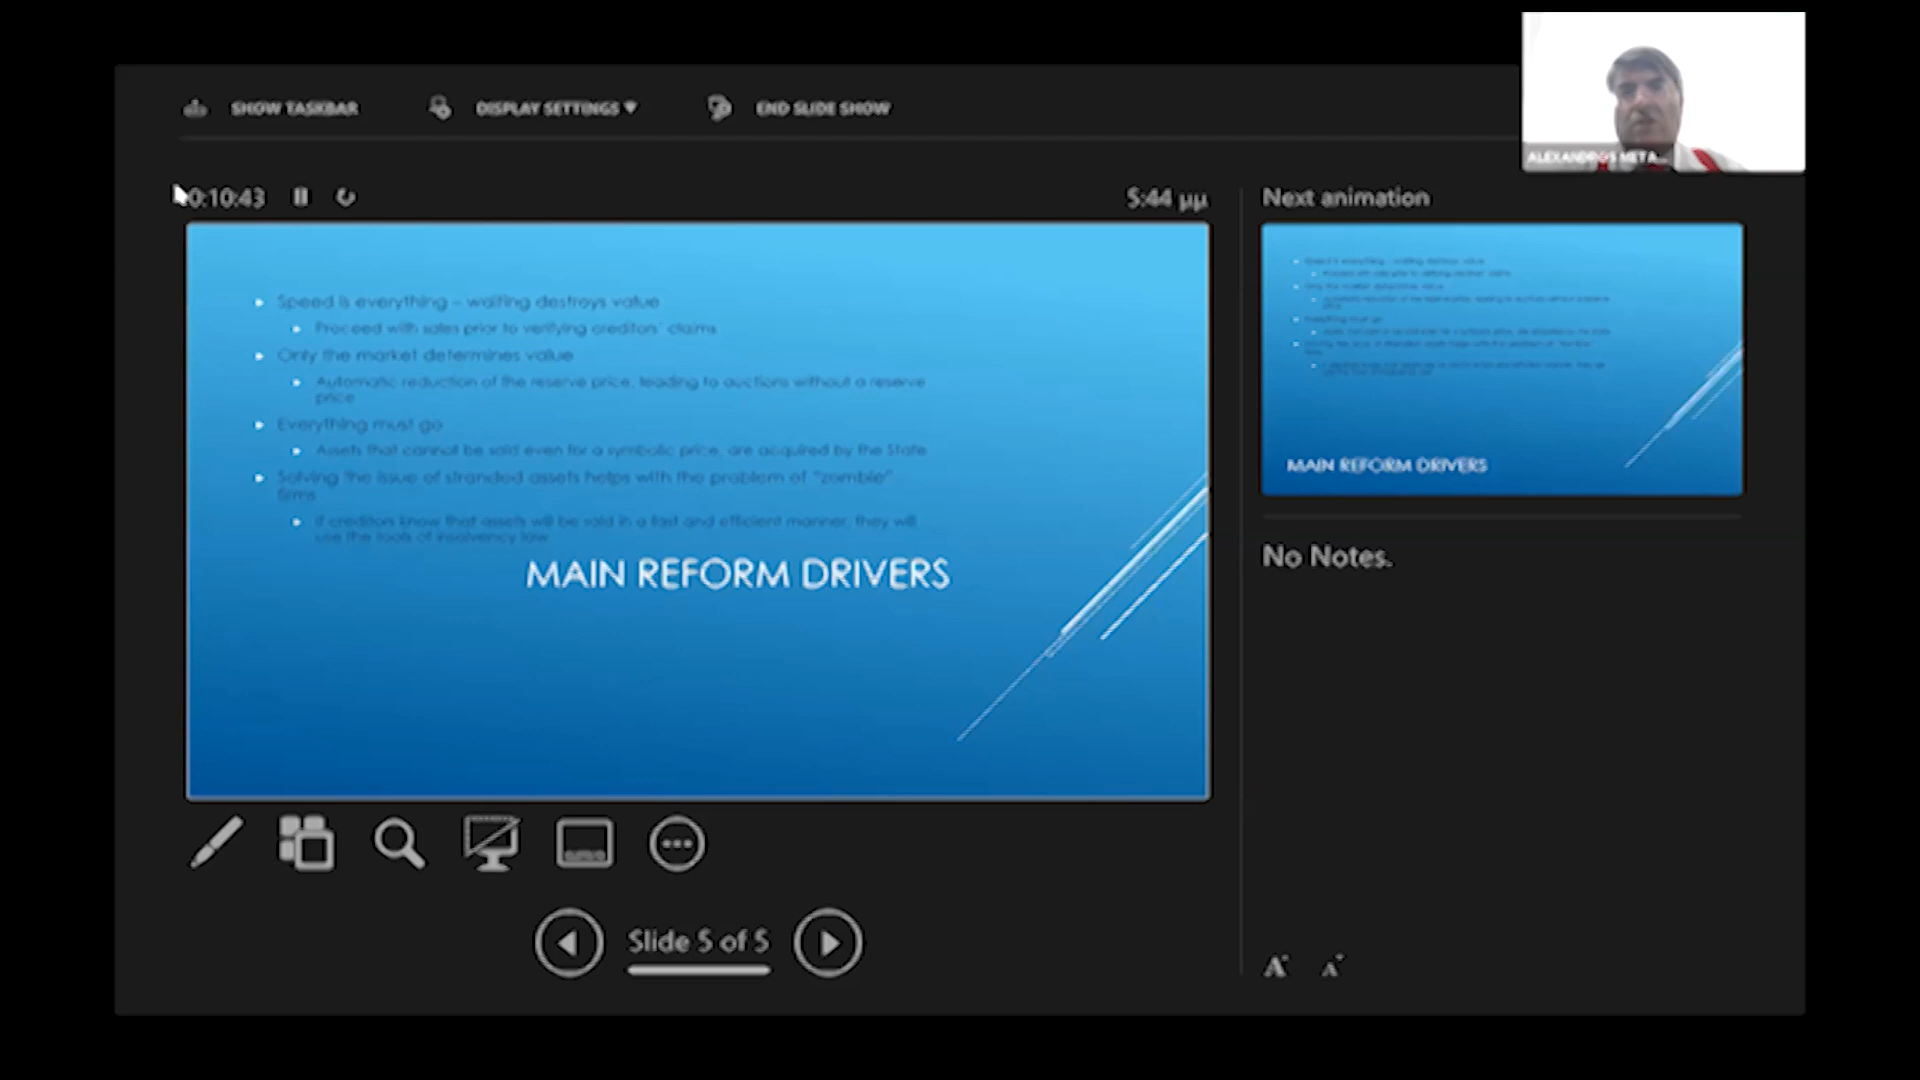 SHOW TASKBAR
DISPLAY SETTINGS
END SLIDE SHOW
ALEXANDROS META...
0:10:43
5:44 μμ
Next animation
Speed is everything – waiting destroys value
Proceed with sales prior to verifying creditors' claims
Only the market determines value
Automatic reduction of the reserve price, leading to auctions without a reserve
price
Everything must go
Assets that cannot be sold even for a symbolic price, are acquired by the State
Solving the issue of stranded assets helps with the problem of "zombie"
firms
If creditors know that assets will be sold in a fast and efficient manner, they will
use the tools of insolvency law
MAIN REFORM DRIVERS
MAIN REFORM DRIVERS
No Notes.
Slide 5 of 5
A A